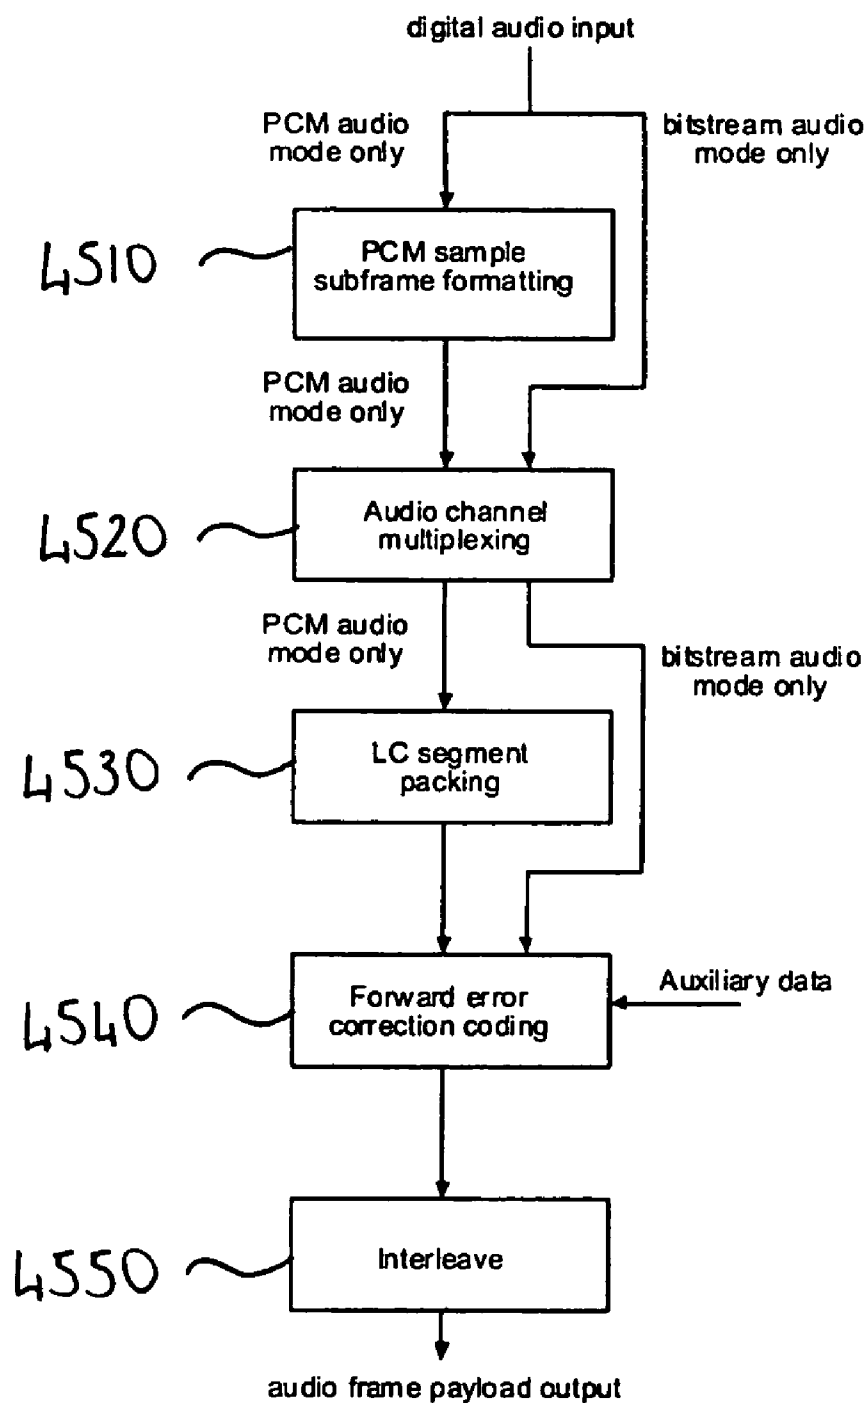 digital audio input
PCM audio
mode only
bitstream audio
mode only
4510
PCM sample
subframe formatting
PCM audio
mode only
4520
Audio channel
multiplexing
PCM audio
mode only
bitstream audio
mode only
4530
LC segment
packing
4540
Forward error
correction coding
Auxiliary data
4550
Interleave
audio frame payload output